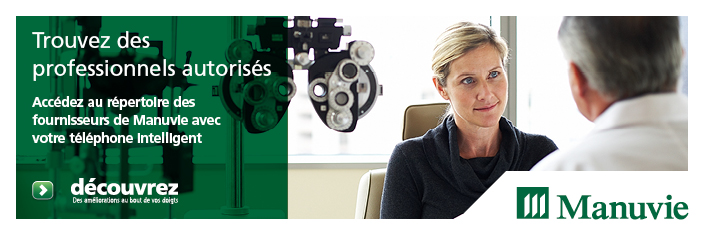 Trouvez des
professionnels autorisés
Accédez au répertoire des
fournisseurs de Manuvie avec
votre téléphone intelligent
découvrez
Des améliorations au bout de vos doigts
Manuvie